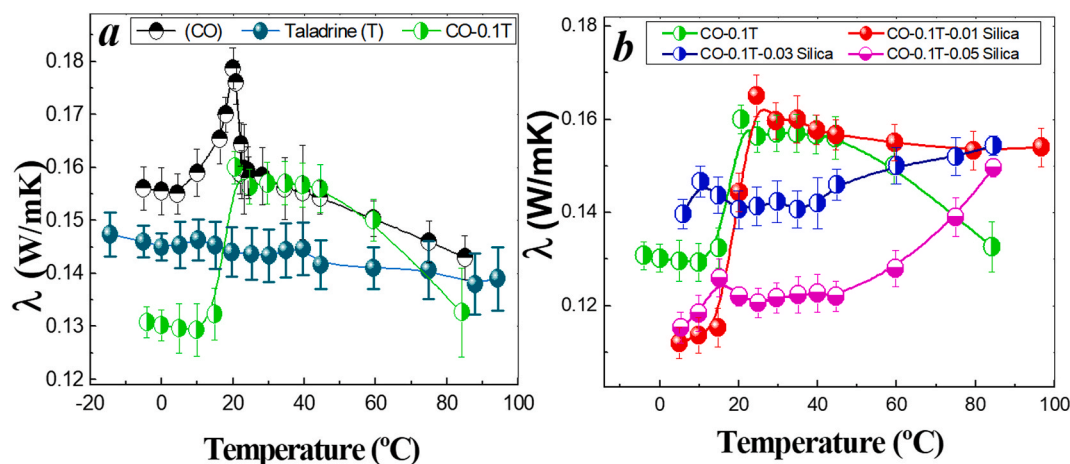 a
(CO) Taladrine (T) CO-0.1T
0.18
0.17
0.16
0.15
0.14
0.13
0.12
-20 0 20 40 60 80 100
λ (W/mK)
Temperature (ºC)
b
CO-0.1T CO-0.1T-0.01 Silica
CO-0.1T-0.03 Silica CO-0.1T-0.05 Silica
0.16
0.14
0.12
0 20 40 60 80 100
λ (W/mK)
Temperature (ºC)